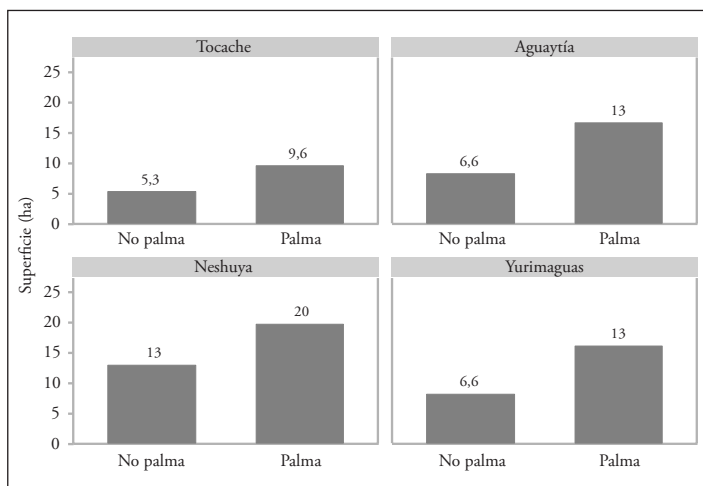 Tocache
Aguaytía
Superficie (ha)
25
20
15
10
5
0
5,3
9,6
6,6
13
No palma
Palma
No palma
Palma
Neshuya
Yurimaguas
25
20
15
10
5
0
13
20
6,6
13
No palma
Palma
No palma
Palma